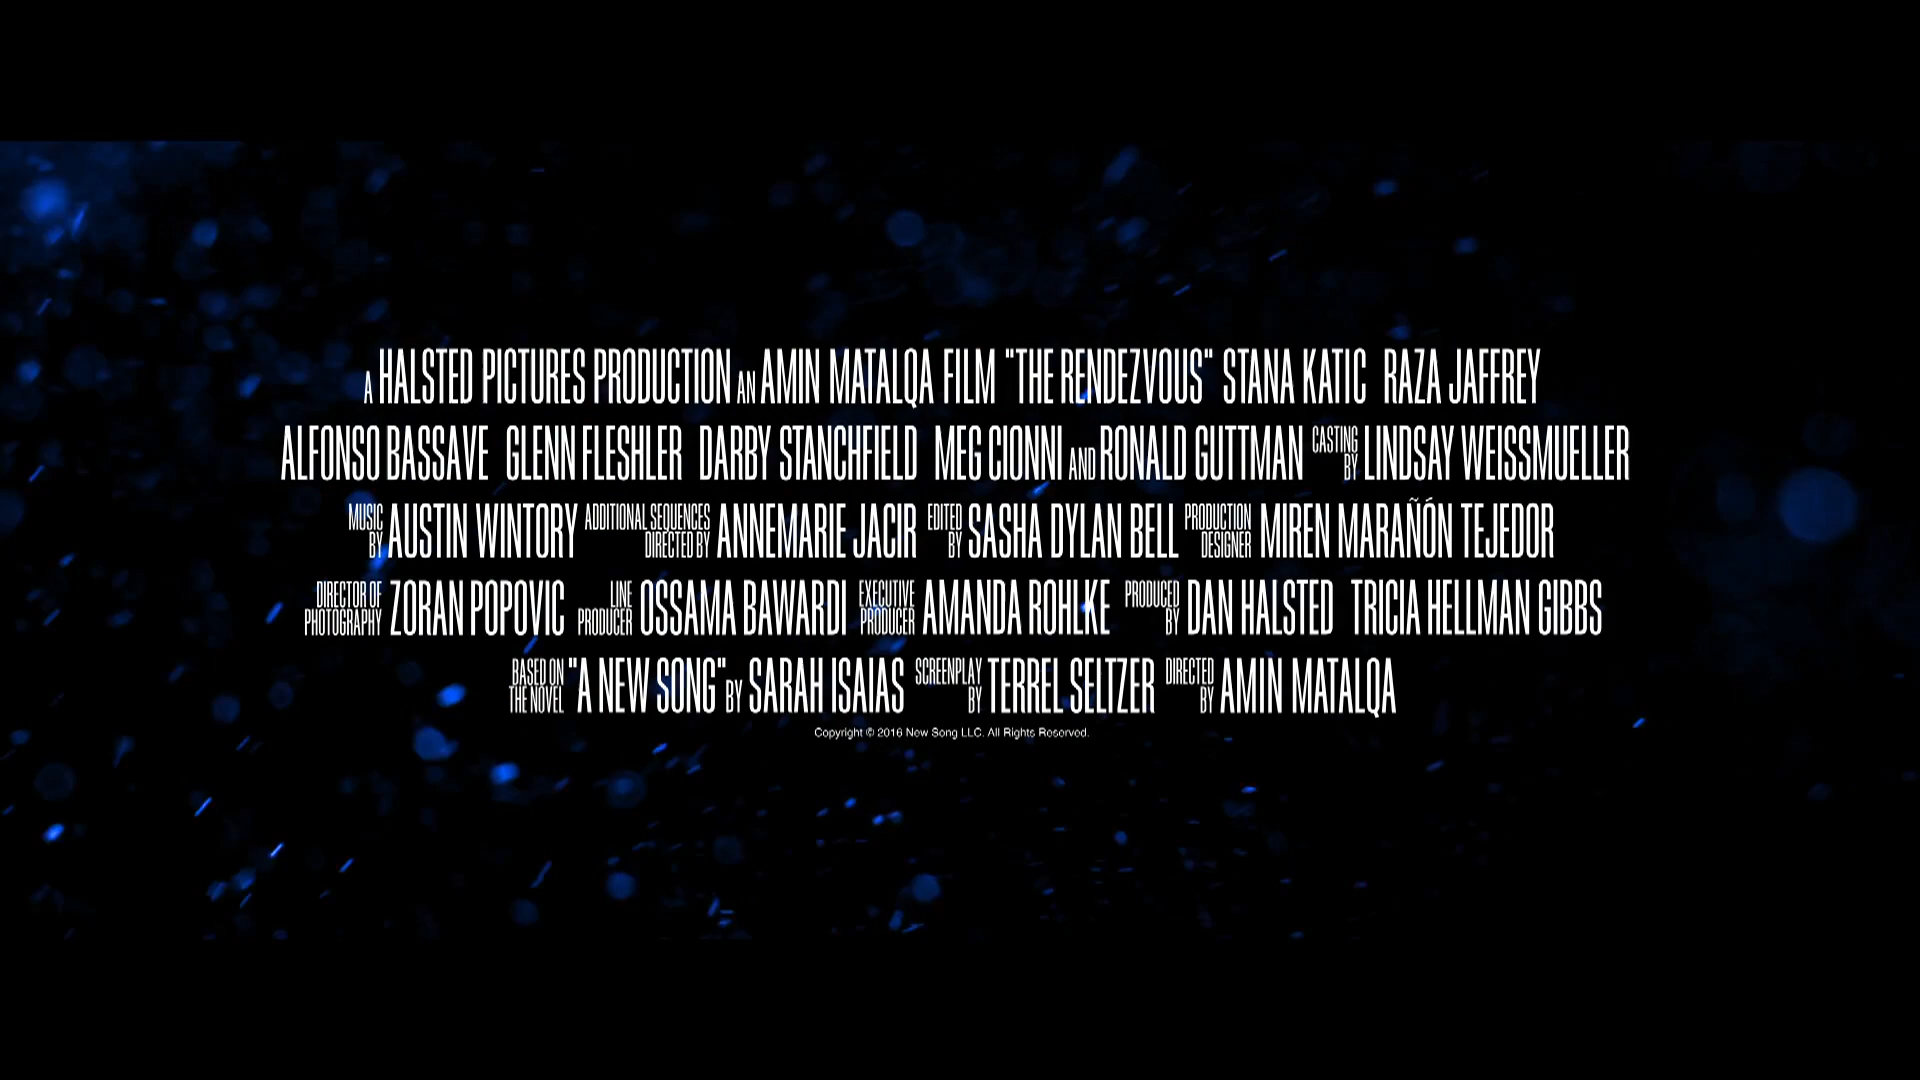 A HALSTED PICTURES PRODUCTION AN AMIN MATALQA FILM "THE RENDEZVOUS" STANA KATIC RAZA JAFFREY
ALFONSO BASSAVE GLENN FLESHLER DARBY STANCHFIELD MEG CIONNI AND RONALD GUTTMAN CASTING BY LINDSAY WEISSMUELLER
MUSIC BY AUSTIN WINTORY ADDITIONAL SEQUENCES DIRECTED BY ANNEMARIE JACIR EDITED BY SASHA DYLAN BELL PRODUCTION DESIGNER MIREN MARAÑÓN TEJEDOR
DIRECTOR OF PHOTOGRAPHY ZORAN POPOVIC LINE PRODUCER OSSAMA BAWARDI EXECUTIVE PRODUCER AMANDA ROHLKE PRODUCED BY DAN HALSTED TRICIA HELLMAN GIBBS
BASED ON THE NOVEL "A NEW SONG" BY SARAH ISAIAS SCREENPLAY BY TERREL SELTZER DIRECTED BY AMIN MATALQA
Copyright © 2016 New Song LLC. All Rights Reserved.